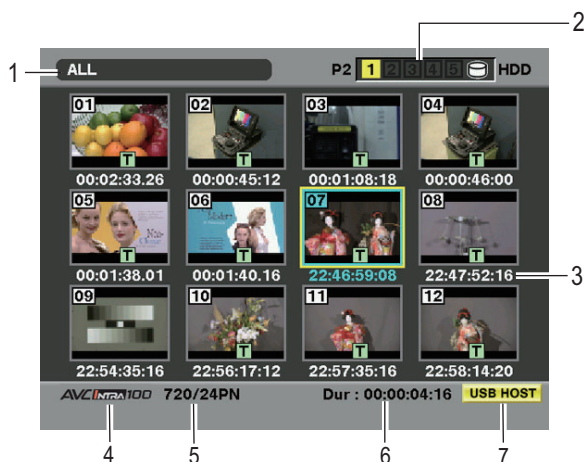 2
1
ALL
P2 1 2 3 4 5 HDD
01 02 03 04
T T T T
00:02:33.26 00:00:45:12 00:01:08:18 00:00:46:00
05 06 07 08
T T T T
00:01:38.01 00:01:40.16 22:46:59:08 22:47:52:16
3
09 10 11 12
T T T
22:54:35:16 22:56:17:12 22:57:35:16 22:58:14:20
AVC INTRA 100 720/24PN Dur : 00:00:04:16 USB HOST
4 5 6 7